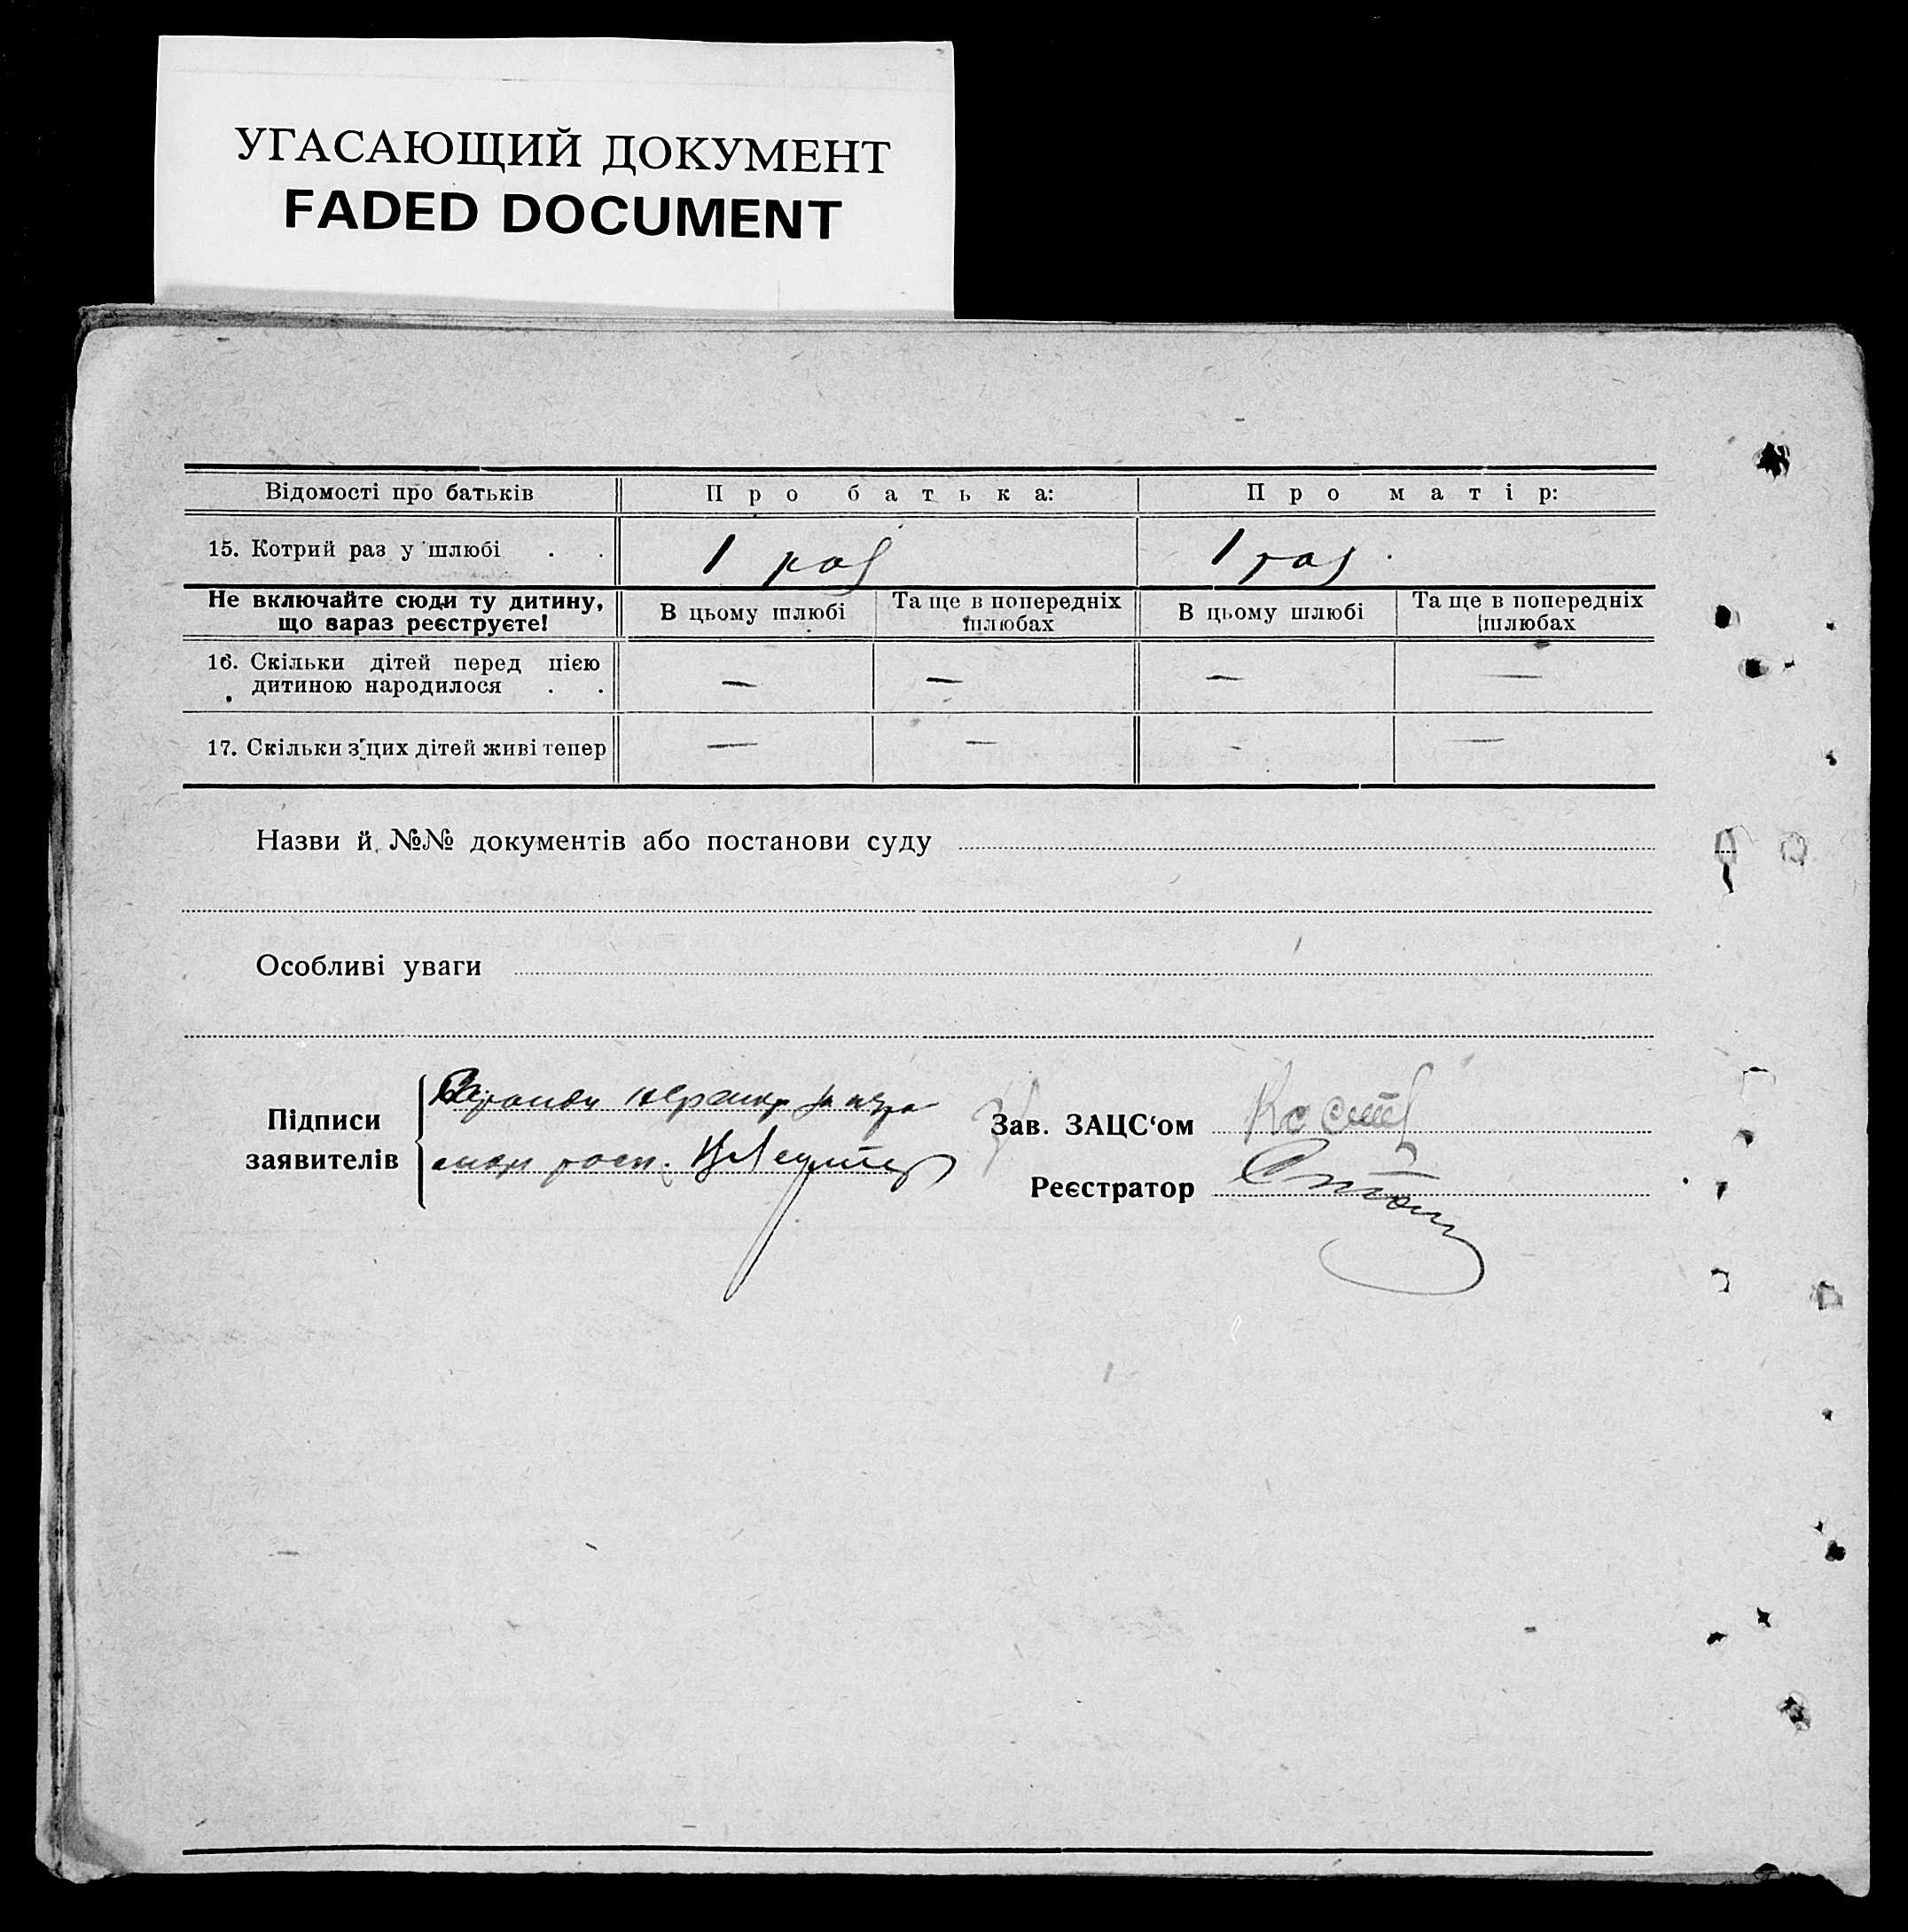 УГАСАЮЩИЙ ДОКУМЕНТ
FADED DOCUMENT
Відомості про батьків Про батька: Про матір:
15. Котрий раз у шлюбі . . 1 раз 1 раз.
Не включайте сюди ту дитину, що зараз реєструєте! В цьому шлюбі Та ще в попередніх шлюбах В цьому шлюбі Та ще в попередніх шлюбах
16. Скільки дітей перед цією
дитиною народилося . . — — — —
17. Скільки з цих дітей живі тепер — — - —
Назви й №№ документів або постанови суду
Особливі уваги
Підписи
заявителів
Зав. ЗАЦС‘ом
Реєстратор